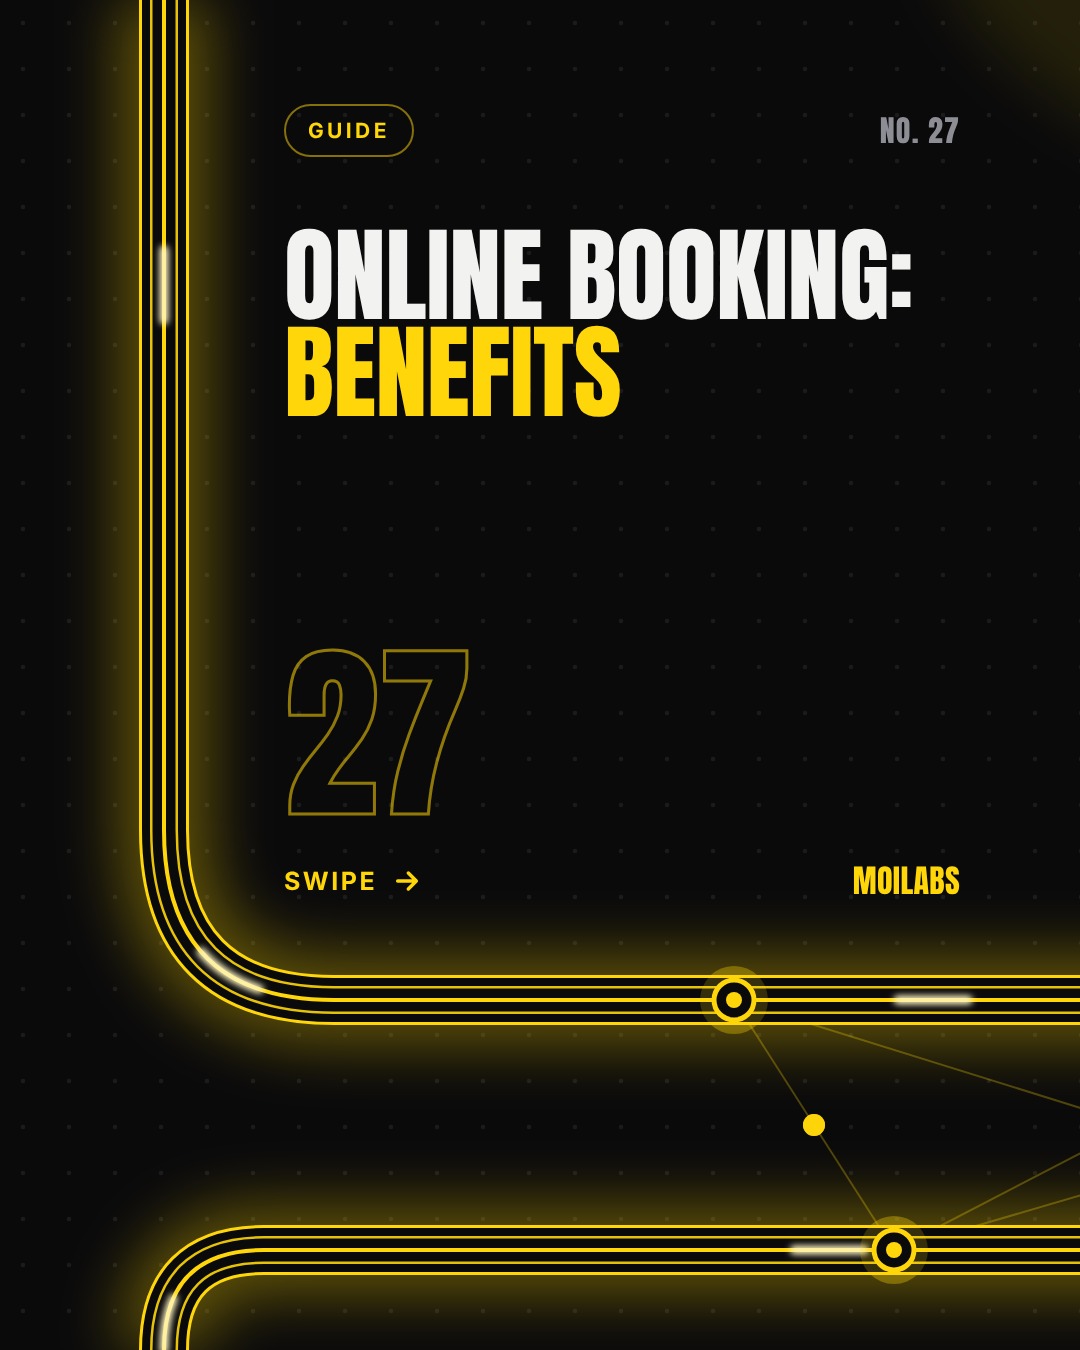 GUIDE
NO. 27
ONLINE BOOKING:
BENEFITS
27
SWIPE →
MOILABS